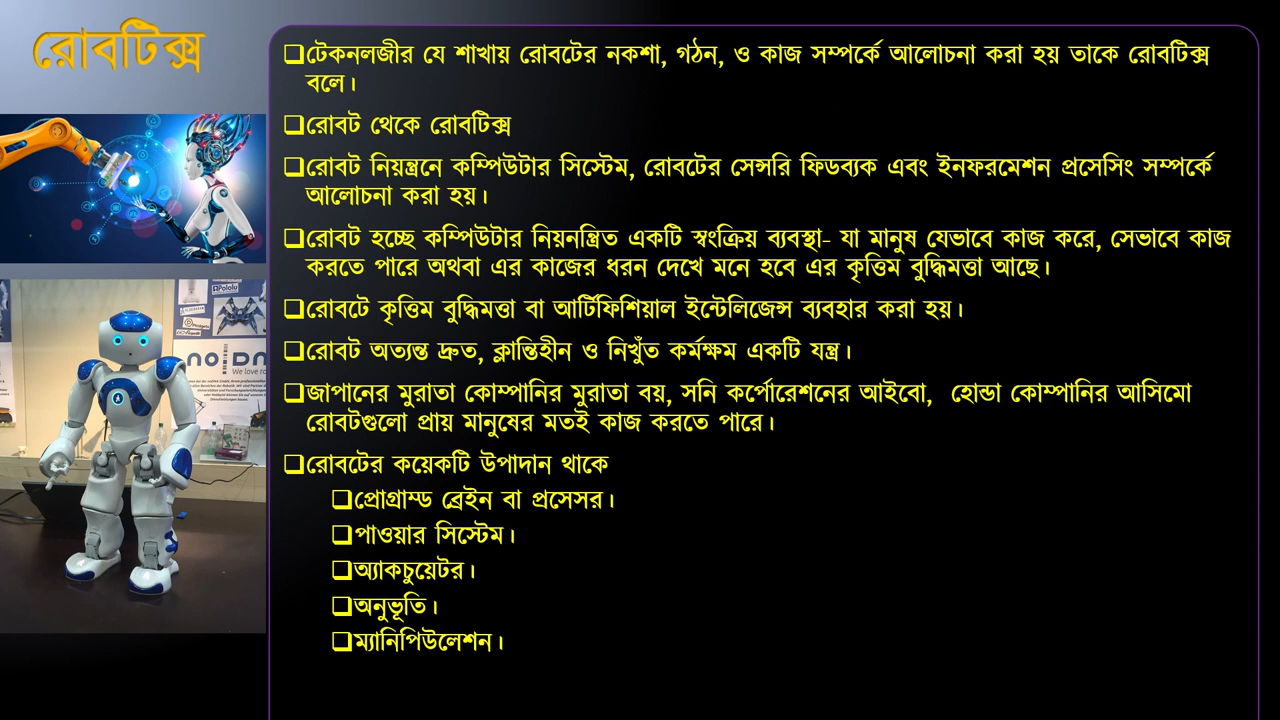 রোবটিক্স
❑টেকনলজীর যে শাখায় রোবটের নকশা, গঠন, ও কাজ সম্পর্কে আলোচনা করা হয় তাকে রোবটিক্স
বলে।
❑রোবট থেকে রোবটিক্স
❑রোবট নিয়ন্ত্রনে কম্পিউটার সিস্টেম, রোবটের সেন্সরি ফিডব্যক এবং ইনফরমেশন প্রসেসিং সম্পর্কে
আলোচনা করা হয়।
❑রোবট হচ্ছে কম্পিউটার নিয়নন্ত্রিত একটি স্বংক্রিয় ব্যবস্থা- যা মানুষ যেভাবে কাজ করে, সেভাবে কাজ
করতে পারে অথবা এর কাজের ধরন দেখে মনে হবে এর কৃত্তিম বুদ্ধিমত্তা আছে।
❑রোবটে কৃত্তিম বুদ্ধিমত্তা বা আর্টিফিশিয়াল ইন্টেলিজেন্স ব্যবহার করা হয়।
❑রোবট অত্যন্ত দ্রুত, ক্লান্তিহীন ও নিখুঁত কর্মক্ষম একটি যন্ত্র।
❑জাপানের মুরাতা কোম্পানির মুরাতা বয়, সনি কর্পোরেশনের আইবো, হোন্ডা কোম্পানির আসিমো
রোবটগুলো প্রায় মানুষের মতই কাজ করতে পারে।
❑রোবটের কয়েকটি উপাদান থাকে
❑প্রোগ্রাম্ড ব্রেইন বা প্রসেসর।
❑পাওয়ার সিস্টেম।
❑অ্যাকচুয়েটর।
❑অনুভূতি।
❑ম্যানিপিউলেশন।
Pololu
We love